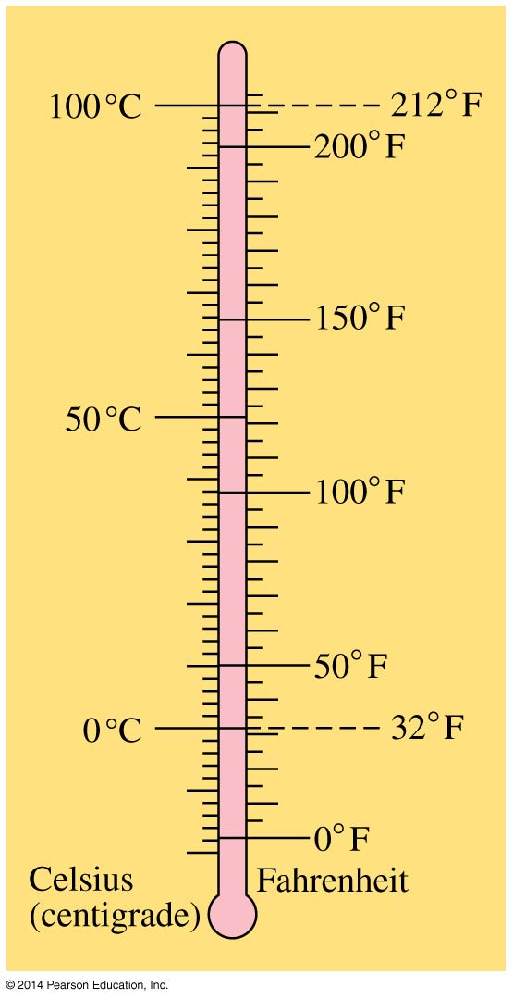 100°C
212°F
200°F
150°F
50°C
100°F
50°F
0°C
32°F
0°F
Celsius
(centigrade)
Fahrenheit
© 2014 Pearson Education, Inc.